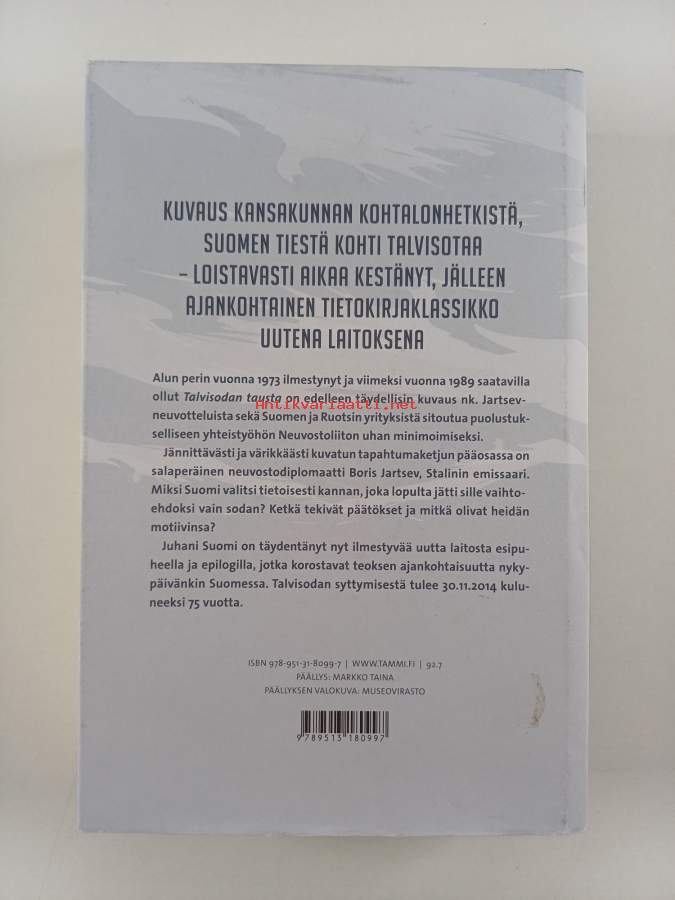 KUVAUS KANSAKUNNAN KOHTALONHETKISTÄ,
SUOMEN TIESTÄ KOHTI TALVISOTAA
– LOISTAVASTI AIKAA KESTÄNYT, JÄLLEEN
AJANKOHTAINEN TIETOKIRJAKLASSIKKO
UUTENA LAITOKSENA
Alun perin vuonna 1973 ilmestynyt ja viimeksi vuonna 1989 saatavilla
ollut Talvisodan tausta on edelleen täydellisin kuvaus nk. Jartsev-
Antikvariaatti.net
neuvotteluista sekä Suomen ja Ruotsin yrityksistä sitoutua puolustuk-
selliseen yhteistyöhön Neuvostoliiton uhan minimoimiseksi.
Jännittävästi ja värikkäästi kuvatun tapahtumaketjun pääosassa on
salaperäinen neuvostodiplomaatti Boris Jartsev, Stalinin emissaari.
Miksi Suomi valitsi tietoisesti kannan, joka lopulta jätti sille vaihto-
ehdoksi vain sodan? Ketkä tekivät päätökset ja mitkä olivat heidän
motiivinsa?
Juhani Suomi on täydentänyt nyt ilmestyvää uutta laitosta esipu-
heella ja epilogilla, jotka korostavat teoksen ajankohtaisuutta nyky-
päivänkin Suomessa. Talvisodan syttymisestä tulee 30.11.2014 kulu-
neeksi 75 vuotta.
ISBN 978-951-31-8099-7 | WWW.TAMMI.FI | 92.7
PÄÄLLYS: MARKKO TAINA
PÄÄLLYKSEN VALOKUVA: MUSEOVIRASTO
9 789513 180997